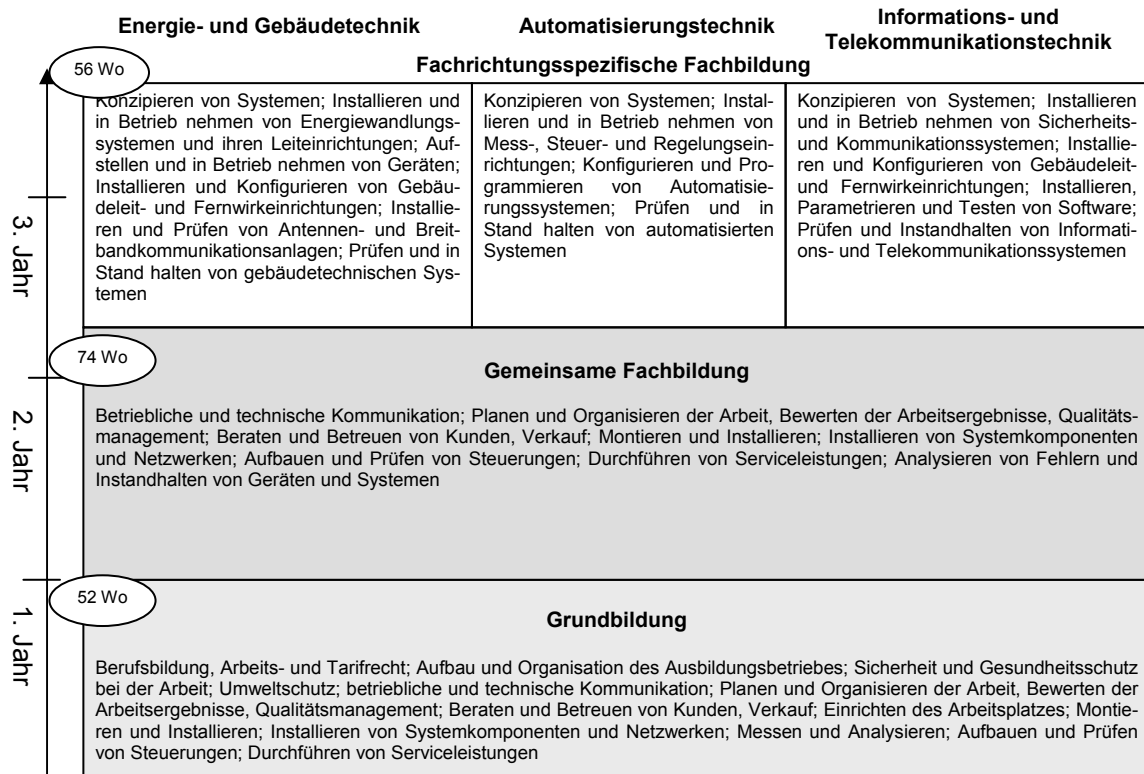 Energie- und Gebäudetechnik
Automatisierungstechnik
Informations- und
Telekommunikationstechnik
56 Wo
Fachrichtungsspezifische Fachbildung
Konzipieren von Systemen; Installieren und
in Betrieb nehmen von Energiewandlungs-
systemen und ihren Leiteinrichtungen; Auf-
stellen und in Betrieb nehmen von Geräten;
Installieren und Konfigurieren von Gebäu-
deleit- und Fernwirkeinrichtungen; Installie-
ren und Prüfen von Antennen- und Breit-
bandkommunikationsanlagen; Prüfen und in
Stand halten von gebäudetechnischen Sys-
temen
Konzipieren von Systemen; Instal-
lieren und in Betrieb nehmen von
Mess-, Steuer- und Regelungsein-
richtungen; Konfigurieren und Pro-
grammieren von Automatisie-
rungssystemen; Prüfen und in
Stand halten von automatisierten
Systemen
Konzipieren von Systemen; Installieren
und in Betrieb nehmen von Sicherheits-
und Kommunikationssystemen; Installie-
ren und Konfigurieren von Gebäudeleit-
und Fernwirkeinrichtungen; Installieren,
Parametrieren und Testen von Software;
Prüfen und Instandhalten von Informati-
ons- und Telekommunikationssystemen
3. Jahr
74 Wo
Gemeinsame Fachbildung
Betriebliche und technische Kommunikation; Planen und Organisieren der Arbeit, Bewerten der Arbeitsergebnisse, Qualitäts-
management; Beraten und Betreuen von Kunden, Verkauf; Montieren und Installieren; Installieren von Systemkomponenten
und Netzwerken; Aufbauen und Prüfen von Steuerungen; Durchführen von Serviceleistungen; Analysieren von Fehlern und
Instandhalten von Geräten und Systemen
2. Jahr
52 Wo
Grundbildung
Berufsbildung, Arbeits- und Tarifrecht; Aufbau und Organisation des Ausbildungsbetriebes; Sicherheit und Gesundheitsschutz
bei der Arbeit; Umweltschutz; betriebliche und technische Kommunikation; Planen und Organisieren der Arbeit, Bewerten der
Arbeitsergebnisse, Qualitätsmanagement; Beraten und Betreuen von Kunden, Verkauf; Einrichten des Arbeitsplatzes; Montie-
ren und Installieren; Installieren von Systemkomponenten und Netzwerken; Messen und Analysieren; Aufbauen und Prüfen
von Steuerungen; Durchführen von Serviceleistungen
1. Jahr